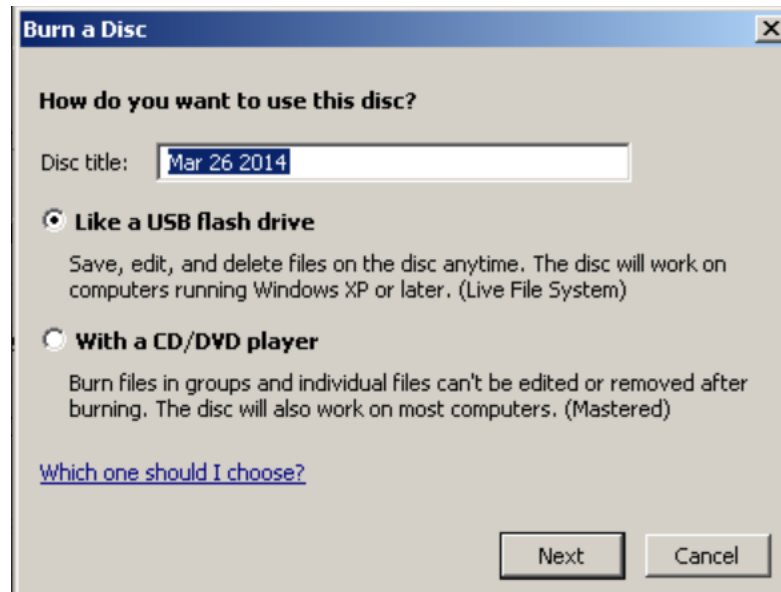 Burn a Disc
How do you want to use this disc?
Disc title: Mar 26 2014
Like a USB flash drive
Save, edit, and delete files on the disc anytime. The disc will work on
computers running Windows XP or later. (Live File System)
With a CD/DVD player
Burn files in groups and individual files can't be edited or removed after
burning. The disc will also work on most computers. (Mastered)
Which one should I choose?
Next Cancel